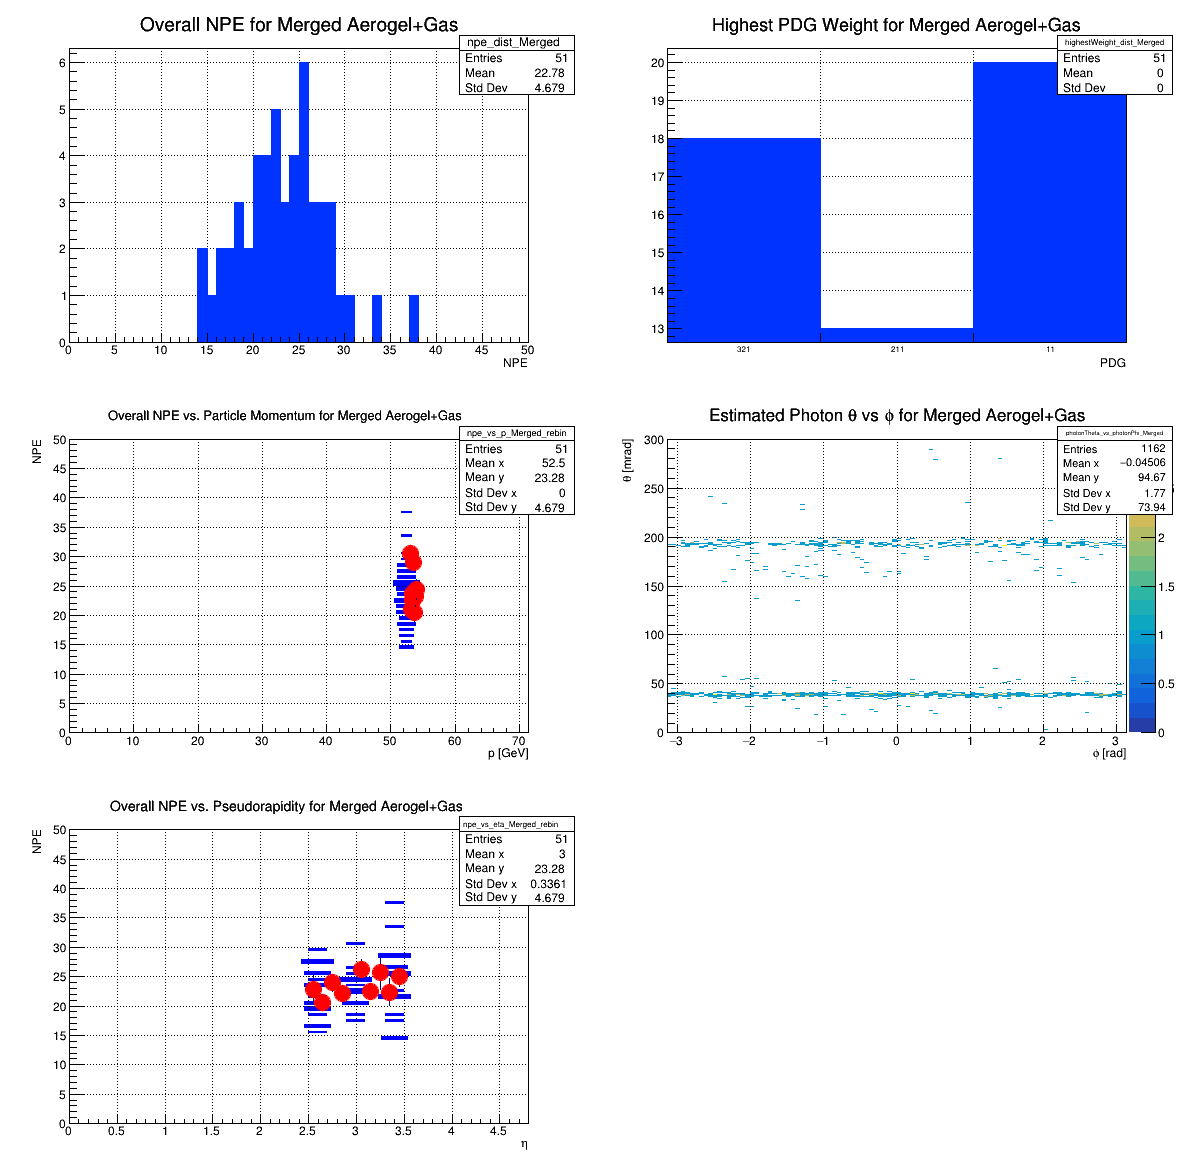 Overall NPE for Merged Aerogel+Gas
npe_dist_Merged
Entries 51
Mean 22.78
Std Dev 4.679
6
5
4
3
2
1
0
0 5 10 15 20 25 30 35 40 45 50
NPE
Highest PDG Weight for Merged Aerogel+Gas
highestWeight_dist_Merged
Entries 51
Mean 0
Std Dev 0
20
19
18
17
16
15
14
13
321 211 11
PDG
Overall NPE vs. Particle Momentum for Merged Aerogel+Gas
NPE
npe_vs_p_Merged_rebin
Entries 51
Mean x 52.5
Mean y 23.28
Std Dev x 0
Std Dev y 4.679
50
45
40
35
30
25
20
15
10
5
0
0 10 20 30 40 50 60 70
p [GeV]
Estimated Photon θ vs ϕ for Merged Aerogel+Gas
θ [mrad]
photonTheta_vs_photonPhi_Merged
Entries 1162
Mean x −0.04506
Mean y 94.67
Std Dev x 1.77
Std Dev y 73.94
300
250
200
150
100
50
0
2
1.5
1
0.5
0
−3 −2 −1 0 1 2 3
ϕ [rad]
Overall NPE vs. Pseudorapidity for Merged Aerogel+Gas
NPE
npe_vs_eta_Merged_rebin
Entries 51
Mean x 3
Mean y 23.28
Std Dev x 0.3361
Std Dev y 4.679
50
45
40
35
30
25
20
15
10
5
0
0 0.5 1 1.5 2 2.5 3 3.5 4 4.5
η